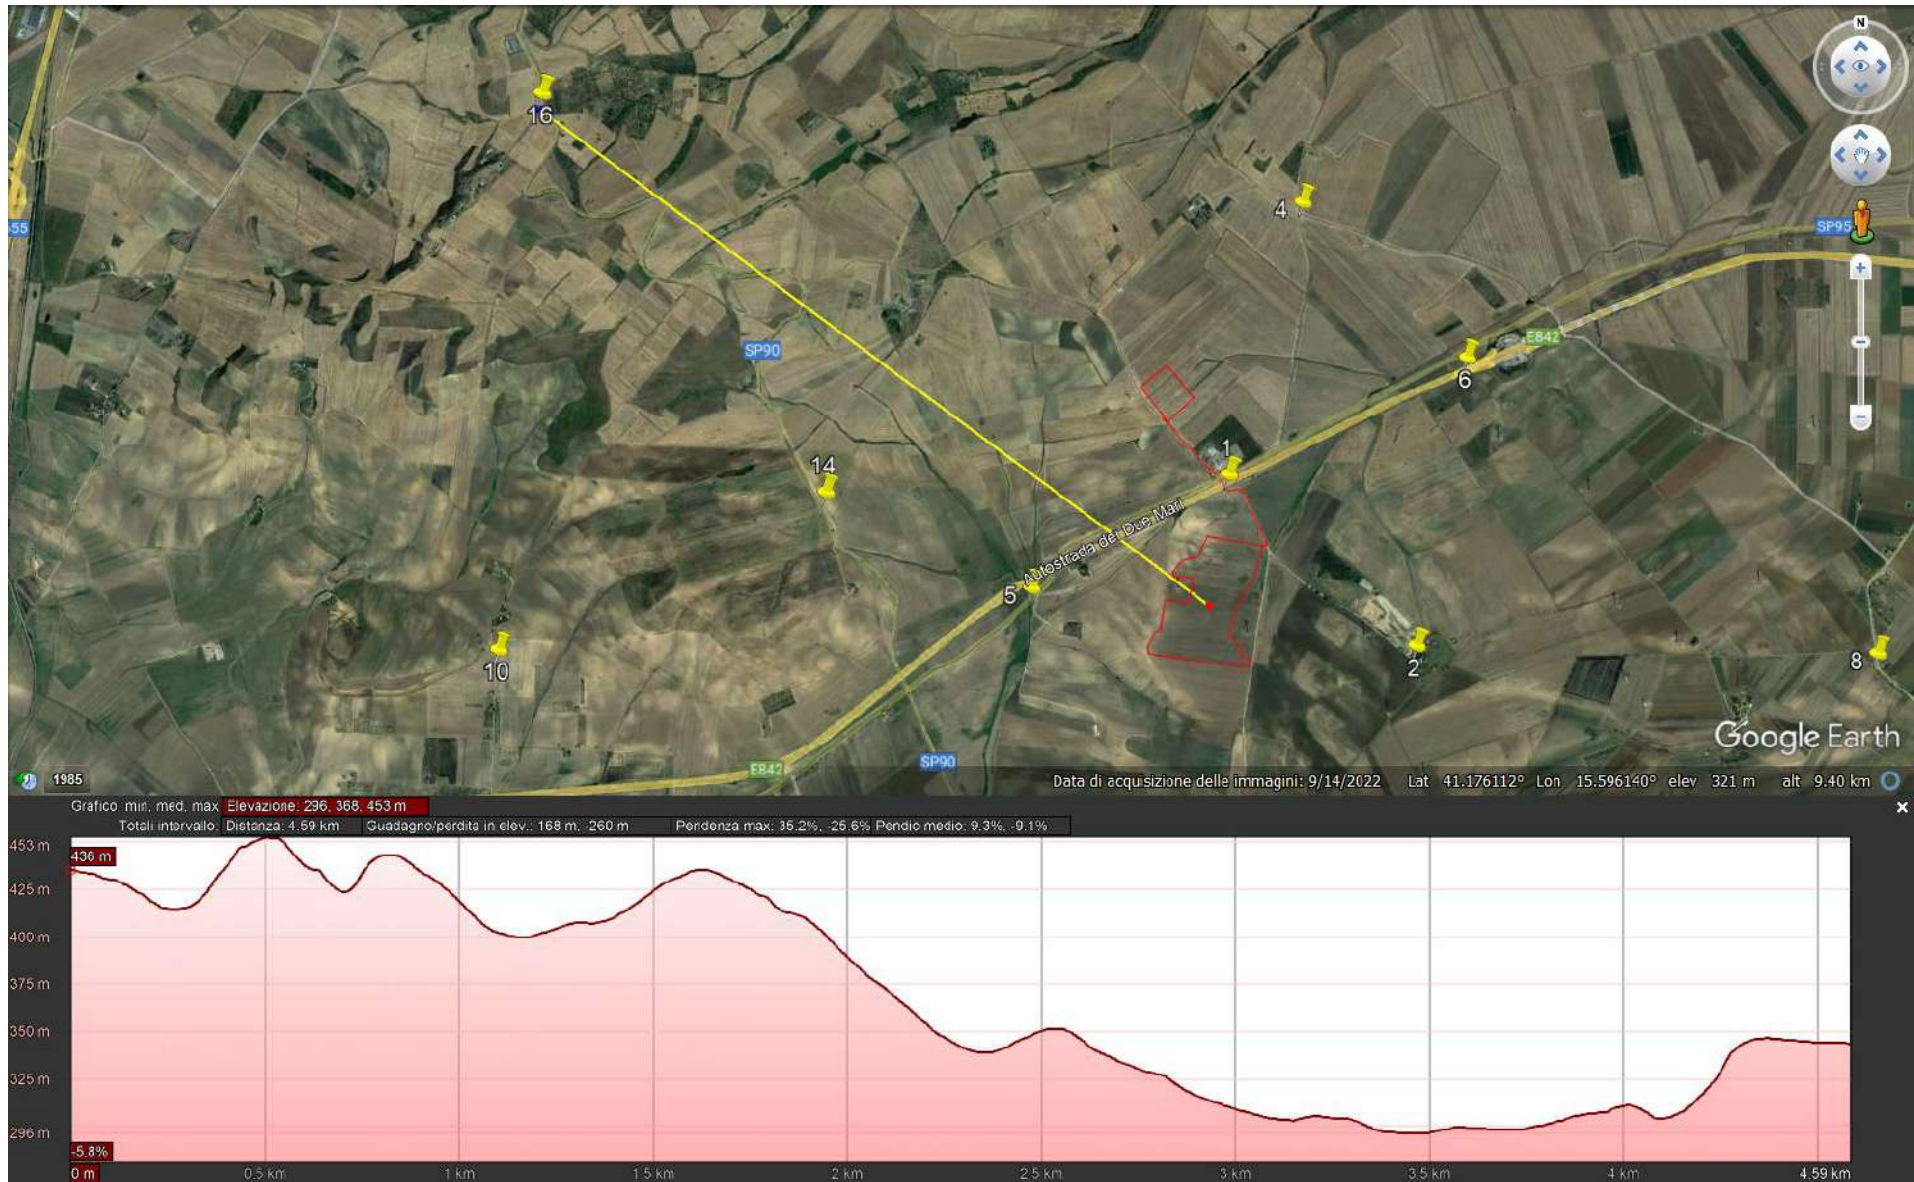 N
16
4
655
SP95
E842
SP90
6
1
14
Autostrada dei Due Mari
5
10
2
8
Google Earth
E842
SP90
1985
Data di acquisizione delle immagini: 9/14/2022 Lat 41.176112° Lon 15.596140° elev 321 m alt 9.40 km
Grafico min, med, max Elevazione: 296, 368, 453 m
Totali intervallo: Distanza: 4.59 km Guadagno/perdita in elev.: 168 m, -260 m Pendenza max: 35.2%, -25.6% Pendio medio: 9.3%, -9.1%
453 m
436 m
425 m
400 m
375 m
350 m
325 m
296 m
-5.8%
0 m 0.5 km 1 km 1.5 km 2 km 2.5 km 3 km 3.5 km 4 km 4.59 km